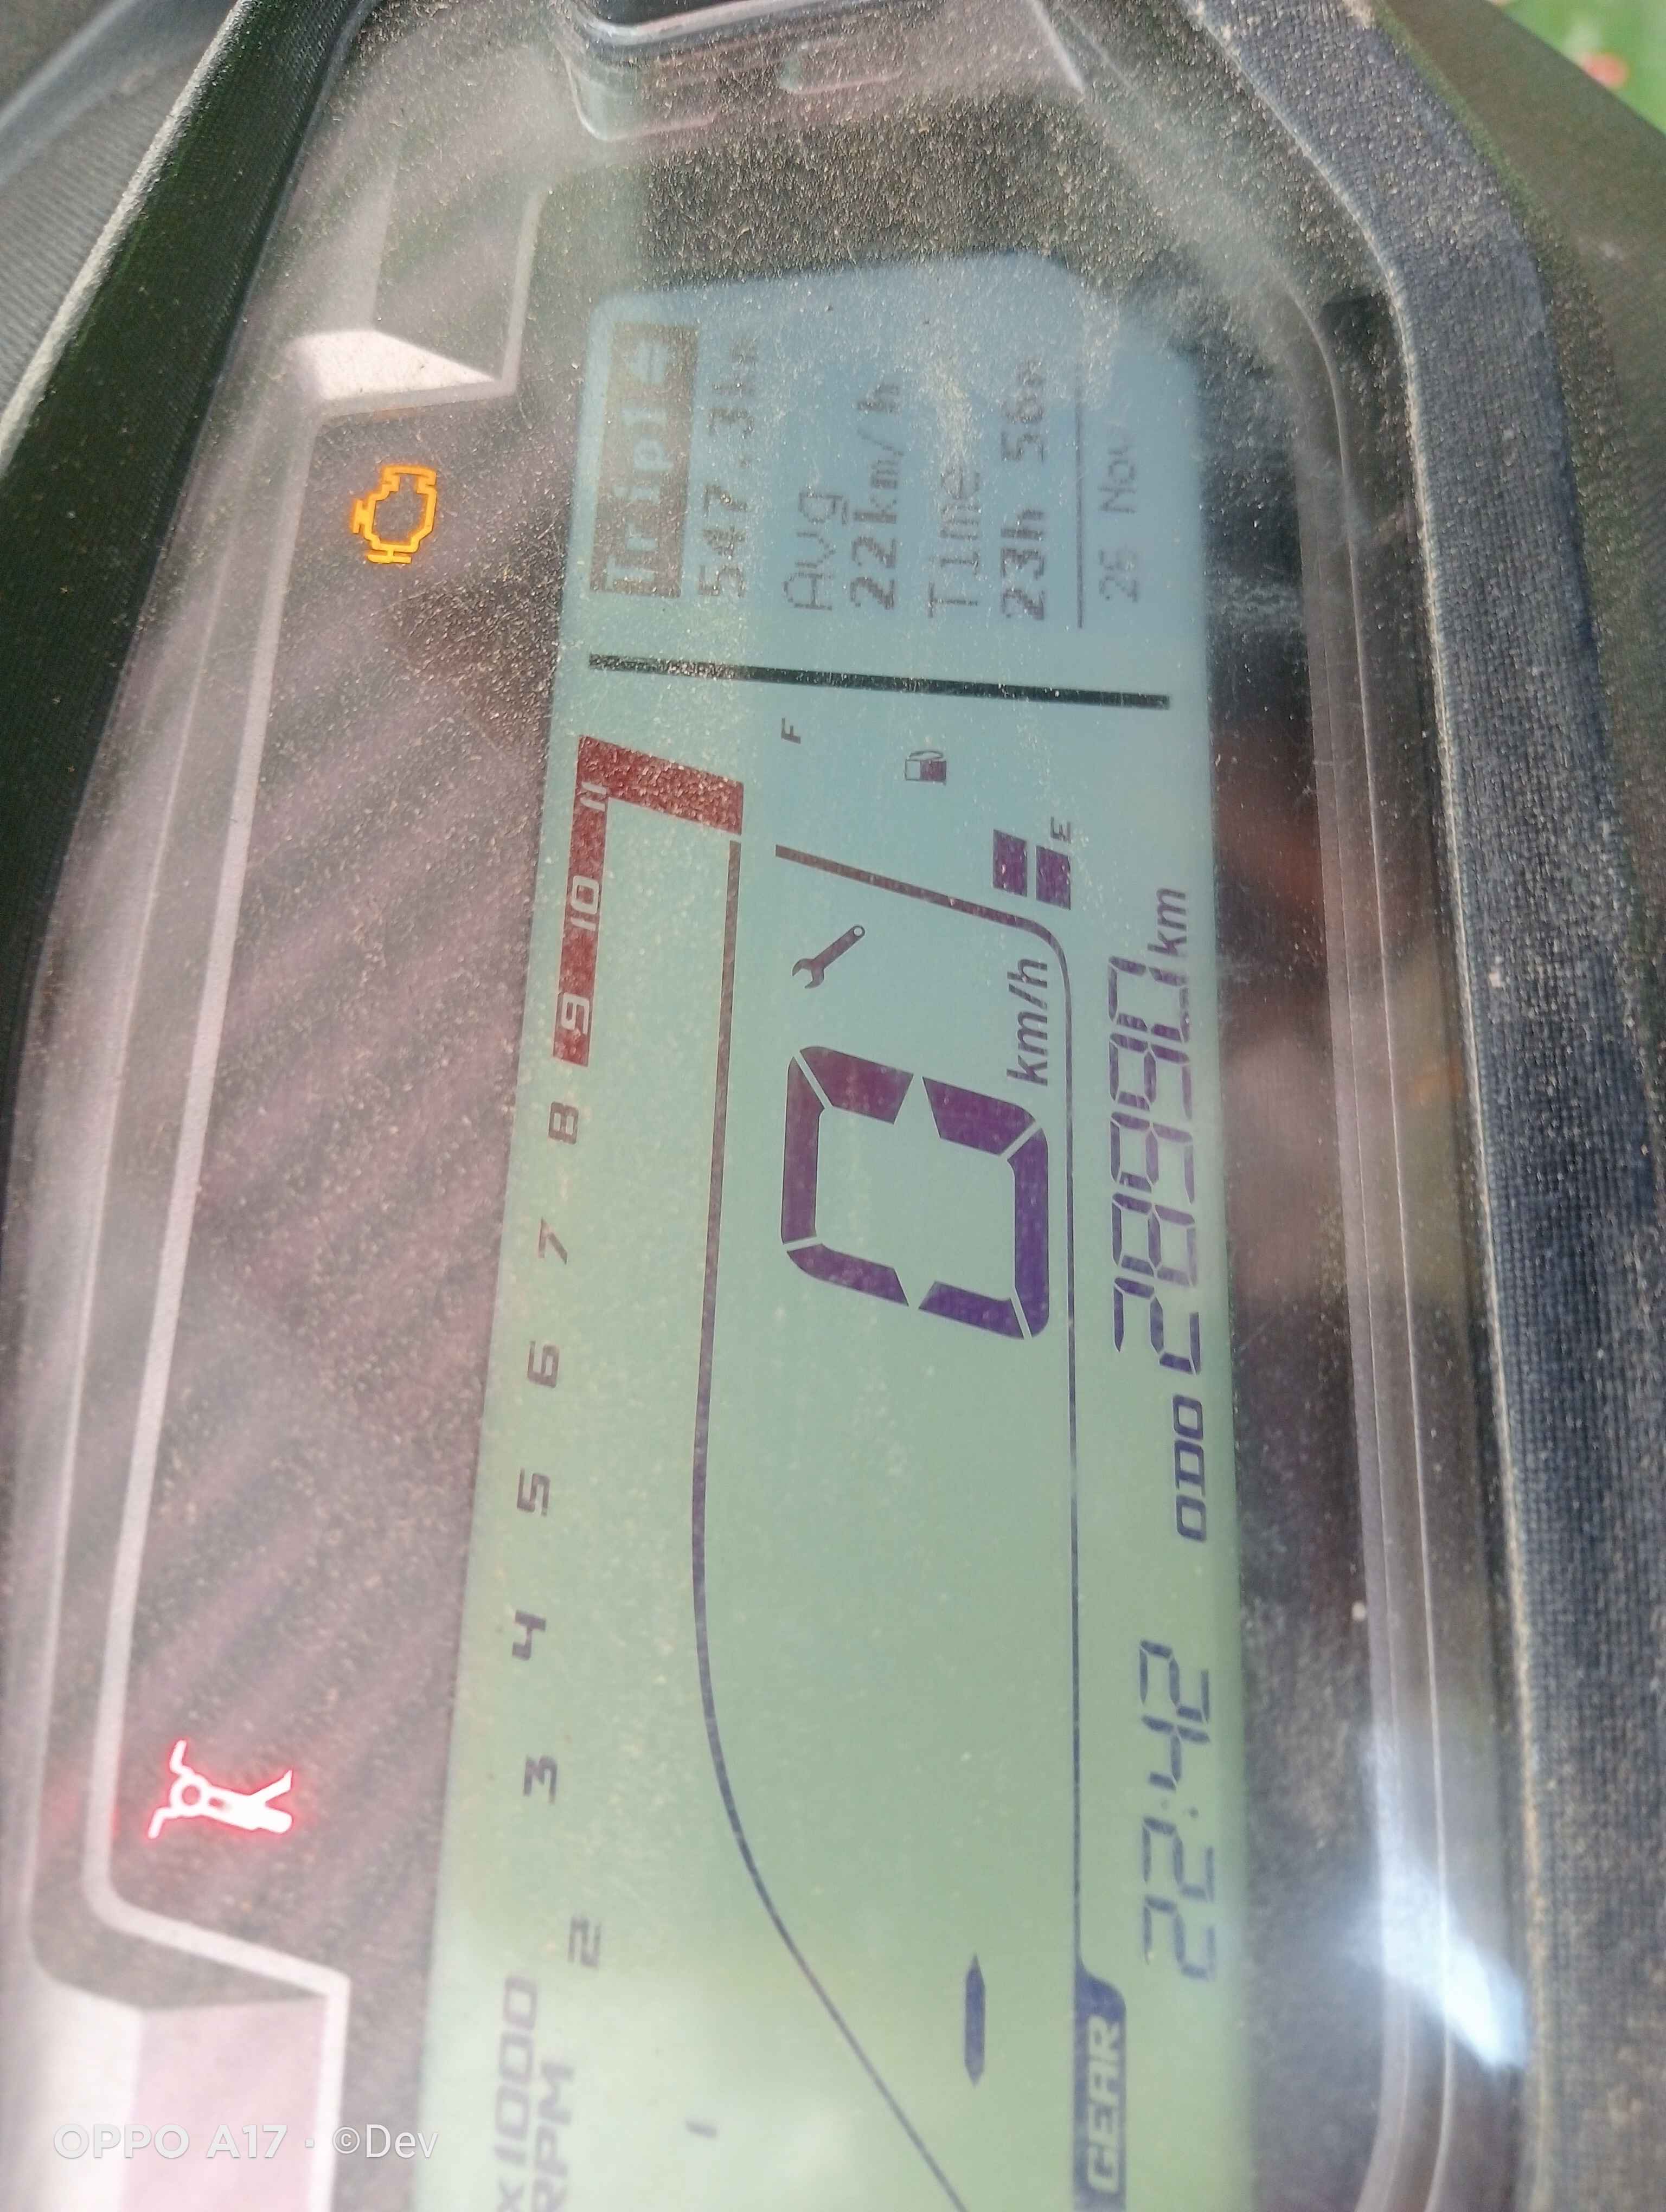 x1000
RPM
1 2 3 4 5 6 7 8 9 10 11
Trip1
547.3km
Avg
22km/h
Time
23h 56m
26 Nov
F
E
0 km/h
GEAR
22:42
ODO 28890 km
OPPO A17 · ©Dev